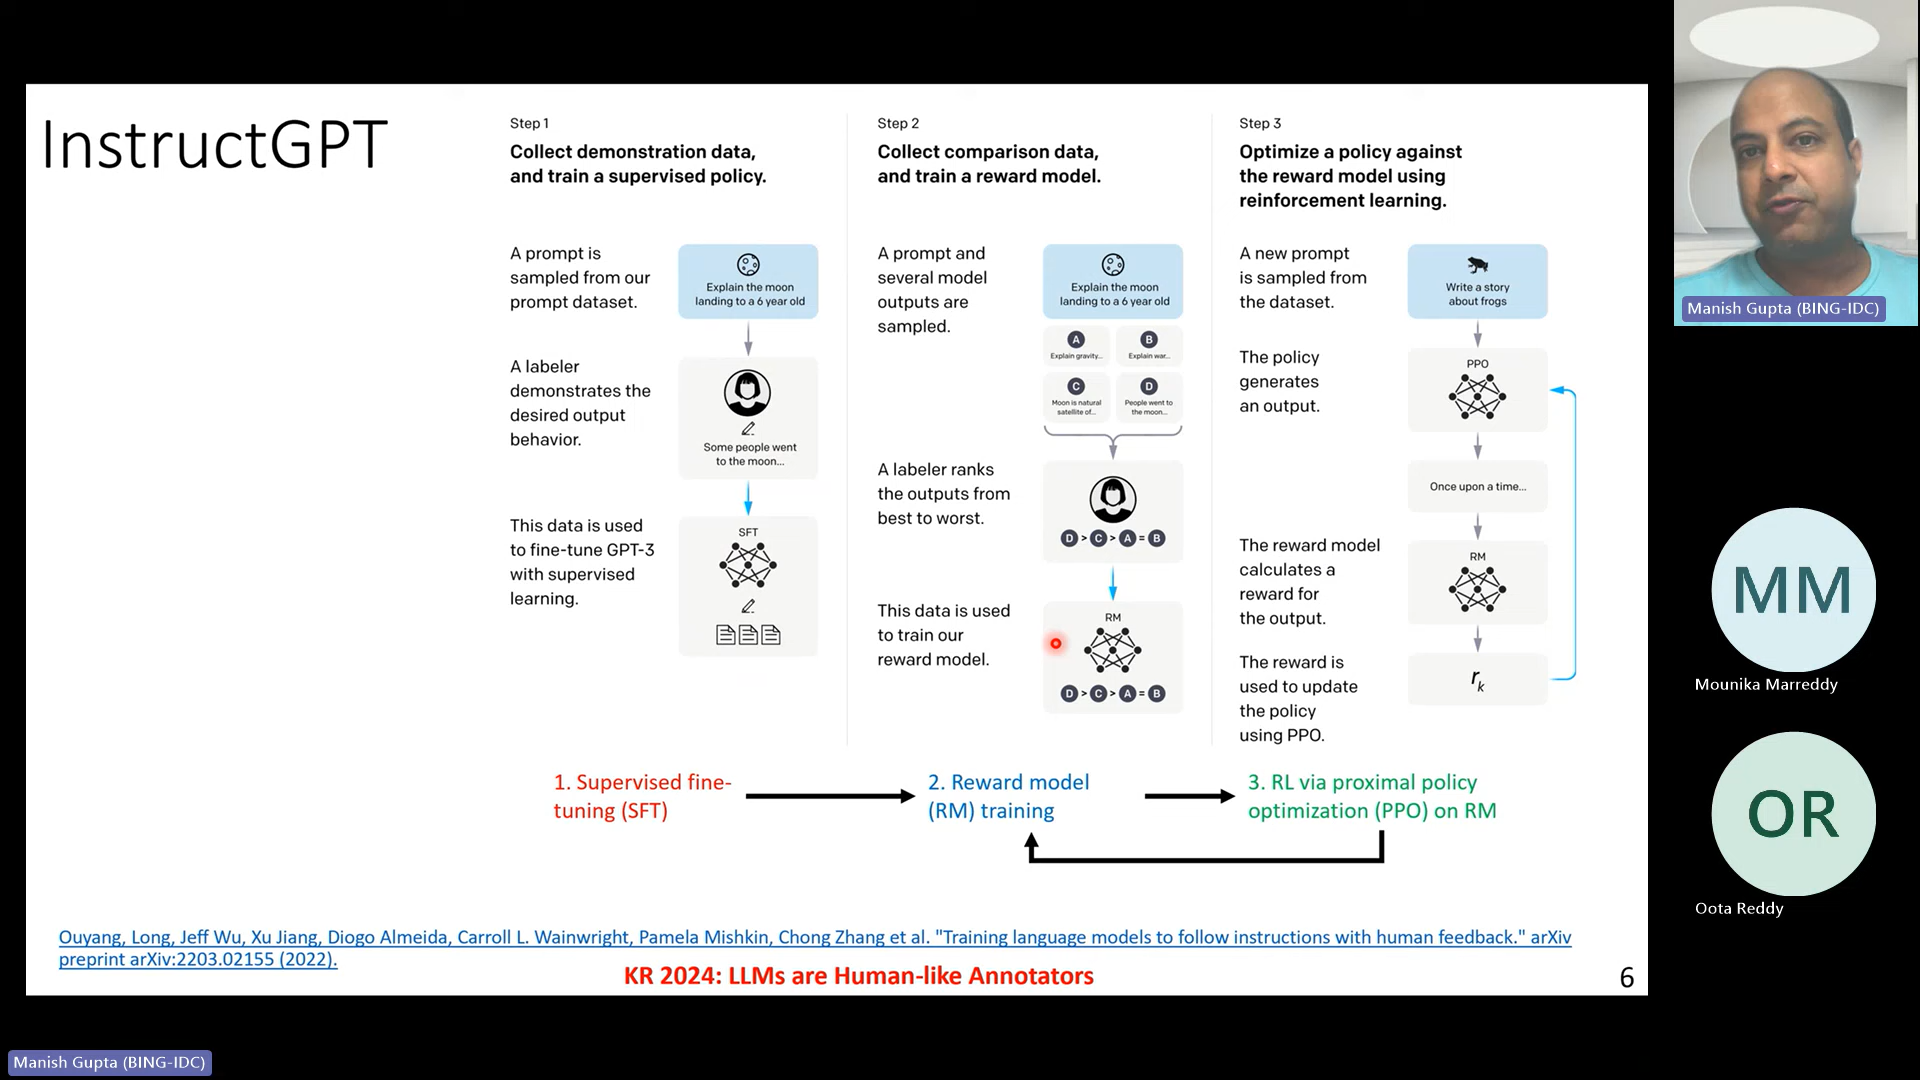 InstructGPT
Step 1
Collect demonstration data,
and train a supervised policy.
A prompt is
sampled from our
prompt dataset.
Explain the moon
landing to a 6 year old
A labeler
demonstrates the
desired output
behavior.
Some people went
to the moon...
This data is used
to fine-tune GPT-3
with supervised
learning.
SFT
Step 2
Collect comparison data,
and train a reward model.
A prompt and
several model
outputs are
sampled.
Explain the moon
landing to a 6 year old
A
Explain gravity...
B
Explain war...
C
Moon is natural
satellite of...
D
People went to
the moon...
A labeler ranks
the outputs from
best to worst.
D > C > A = B
This data is used
to train our
reward model.
RM
D > C > A = B
Step 3
Optimize a policy against
the reward model using
reinforcement learning.
A new prompt
is sampled from
the dataset.
Write a story
about frogs
The policy
generates
an output.
PPO
Once upon a time...
The reward model
calculates a
reward for
the output.
RM
The reward is
used to update
the policy
using PPO.
rk
1. Supervised fine-
tuning (SFT)
2. Reward model
(RM) training
3. RL via proximal policy
optimization (PPO) on RM
Ouyang, Long, Jeff Wu, Xu Jiang, Diogo Almeida, Carroll L. Wainwright, Pamela Mishkin, Chong Zhang et al. "Training language models to follow instructions with human feedback." arXiv
preprint arXiv:2203.02155 (2022).
KR 2024: LLMs are Human-like Annotators
6
Manish Gupta (BING-IDC)
MM
Mounika Marreddy
OR
Oota Reddy
Manish Gupta (BING-IDC)